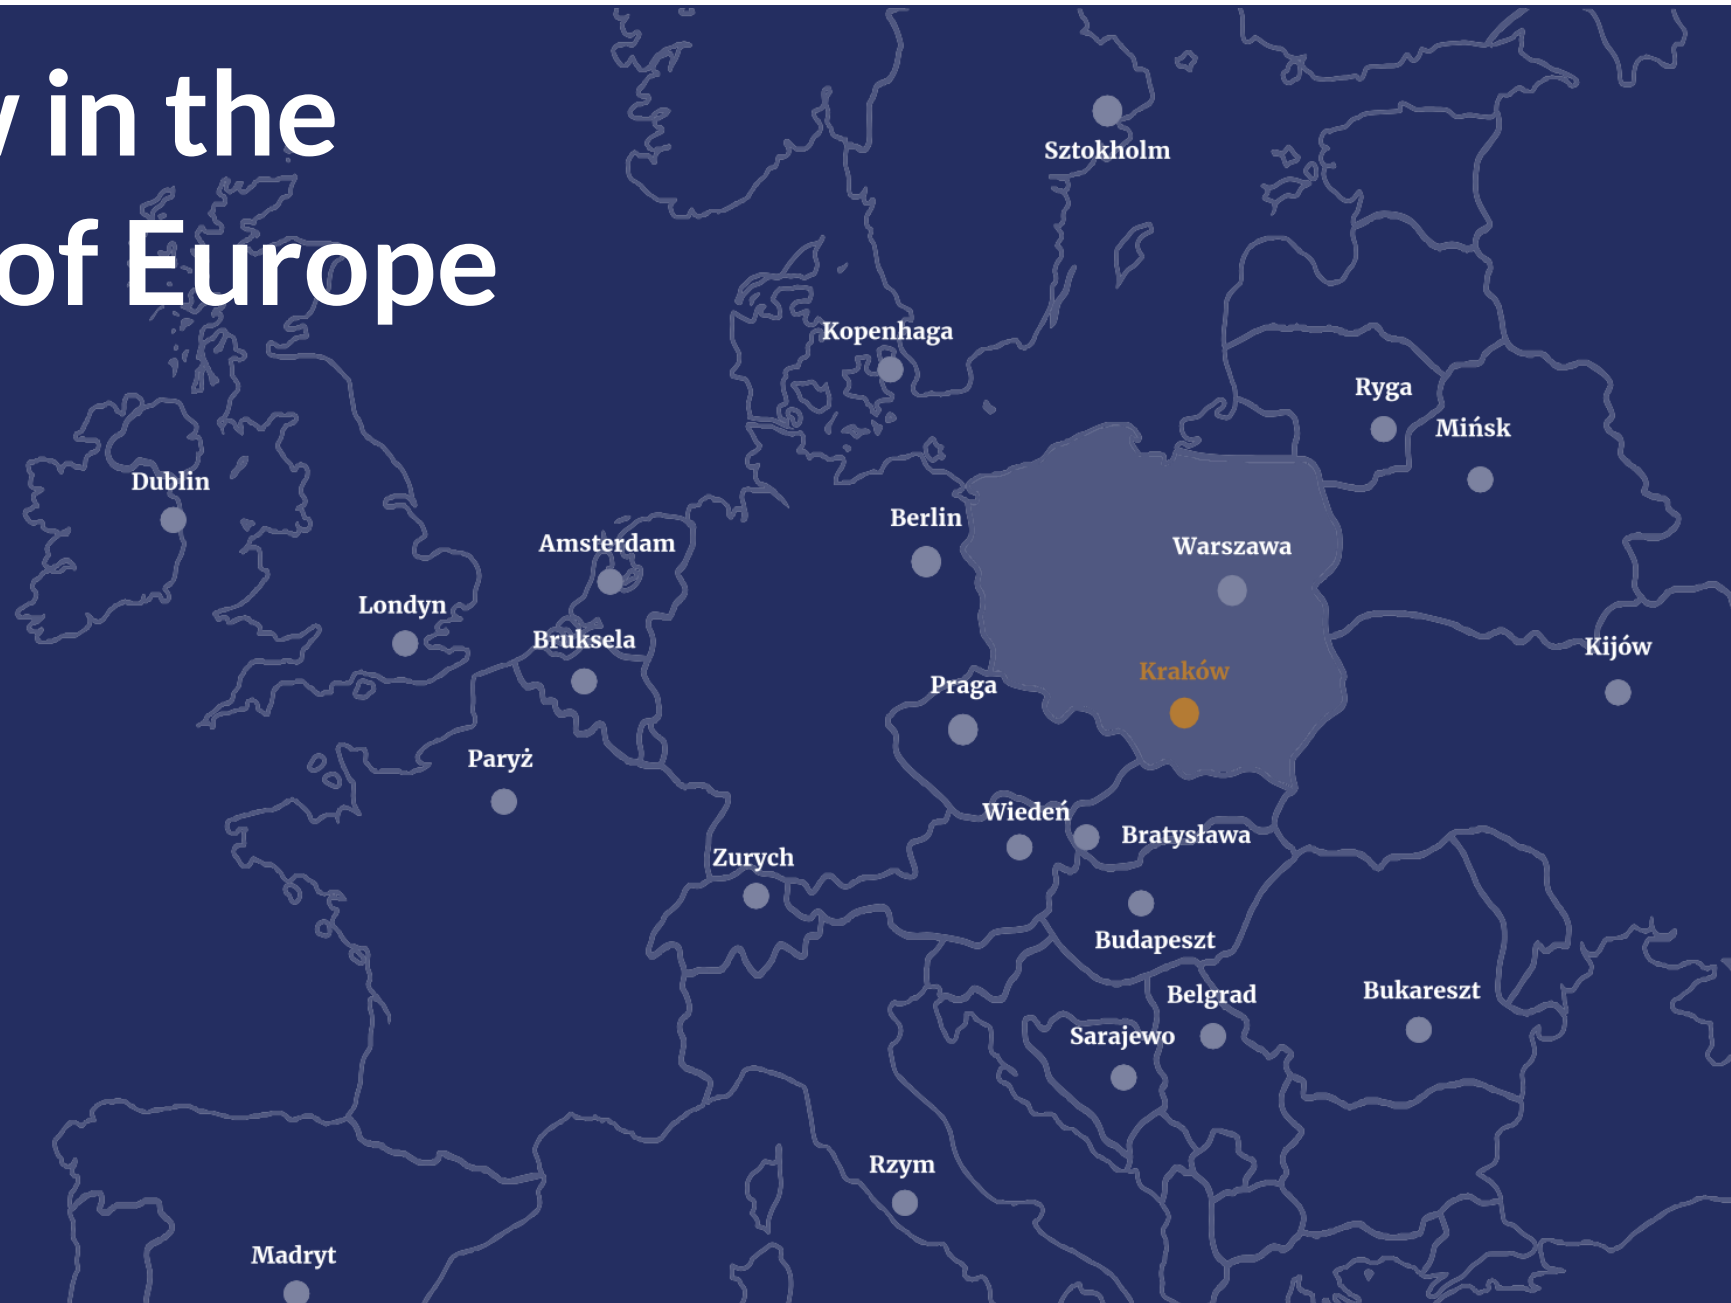 in the
of Europe
Sztokholm
Kopenhaga
Ryga
Mińsk
Dublin
Berlin
Amsterdam
Warszawa
Londyn
Bruksela
Kijów
Kraków
Praga
Paryż
Wiedeń
Bratysława
Zurych
Budapeszt
Bukareszt
Belgrad
Sarajewo
Rzym
Madryt